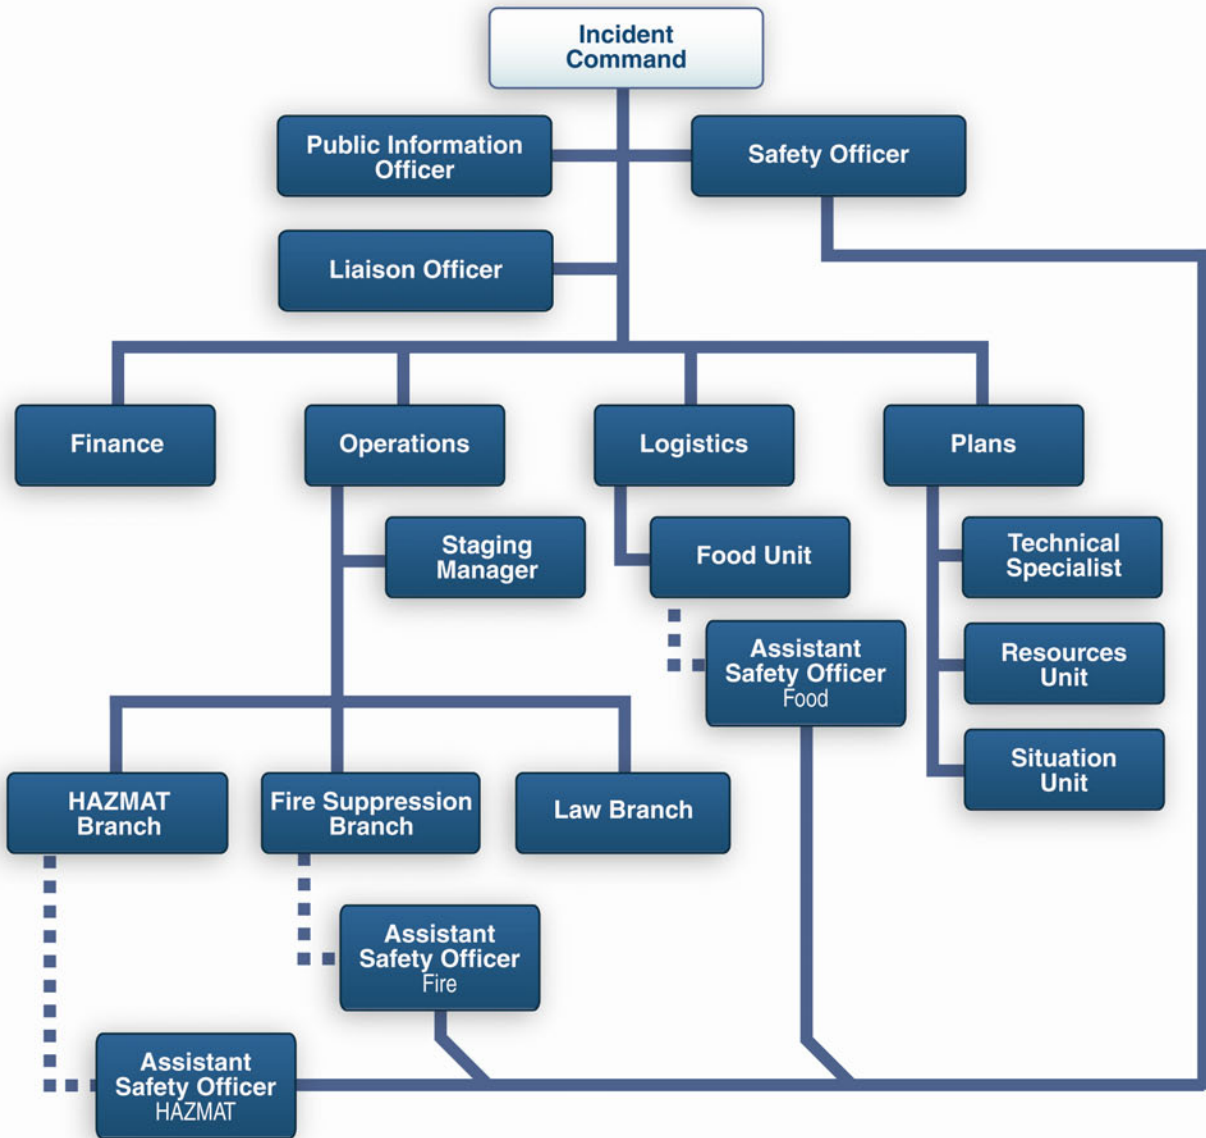 Incident
Command
Public Information
Officer
Safety Officer
Liaison Officer
Finance
Operations
Logistics
Plans
Staging
Manager
Food Unit
Technical
Specialist
Assistant
Safety Officer
Food
Resources
Unit
Situation
Unit
HAZMAT
Branch
Fire Suppression
Branch
Law Branch
Assistant
Safety Officer
Fire
Assistant
Safety Officer
HAZMAT